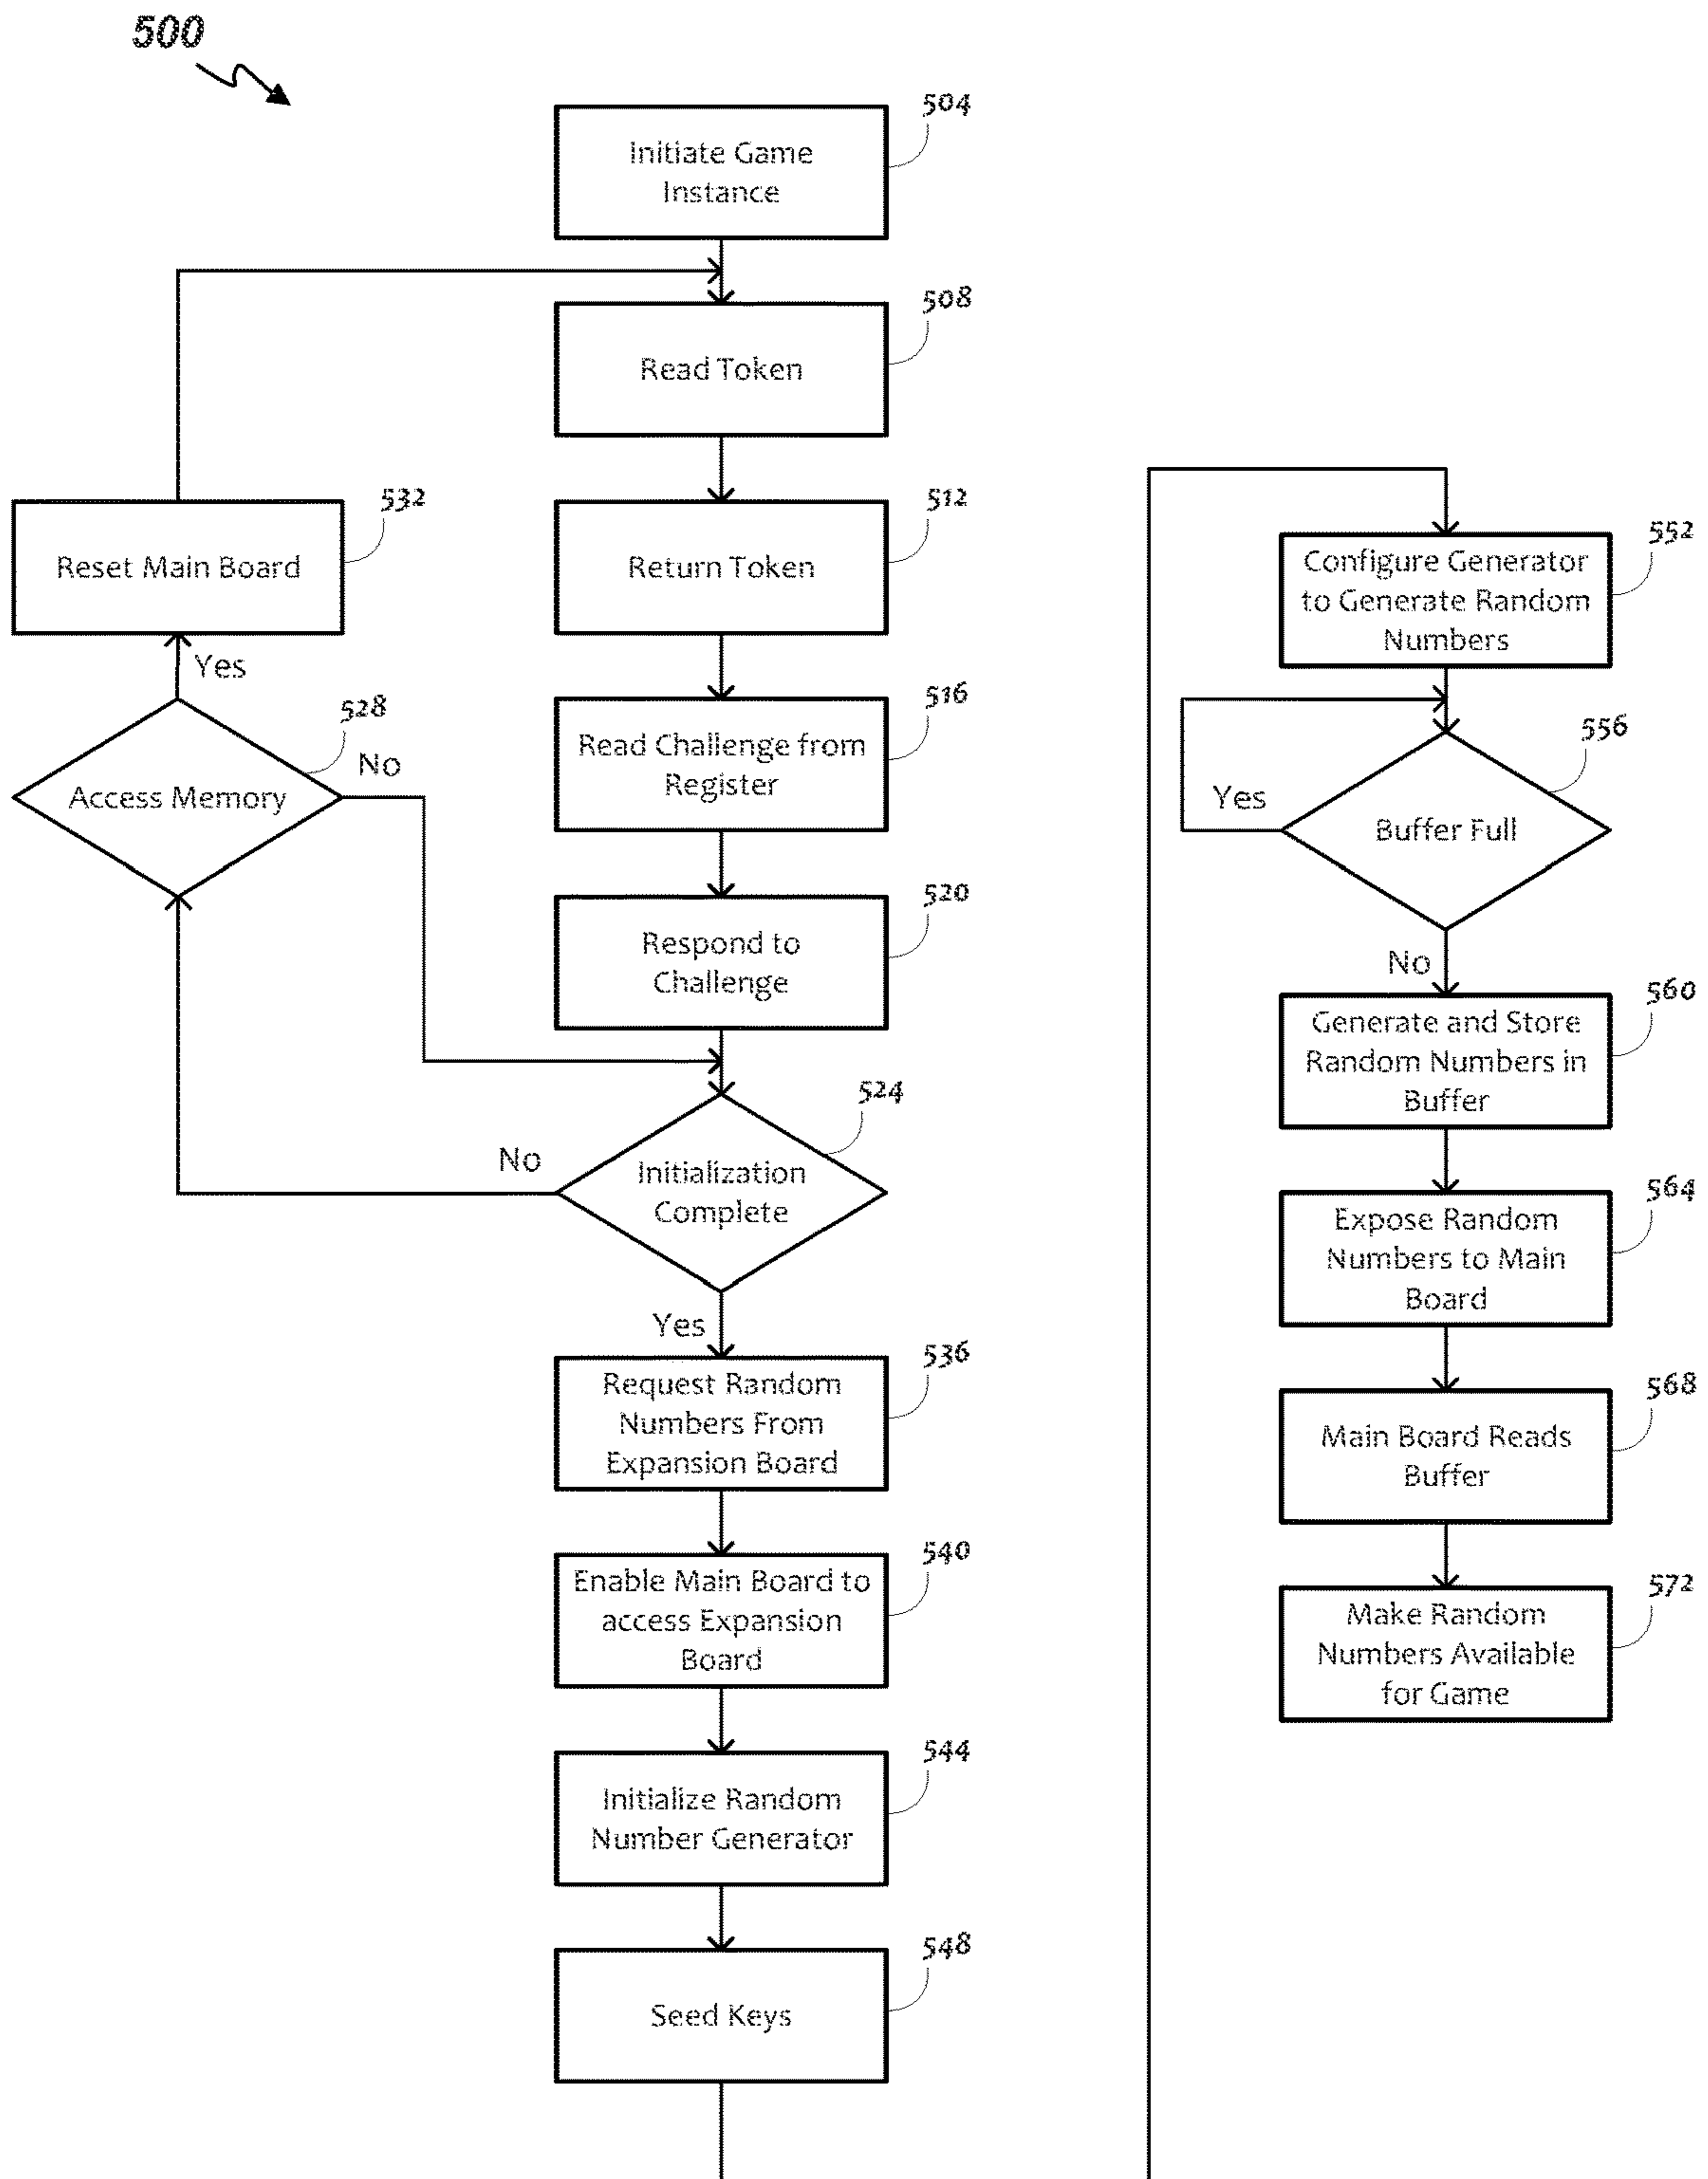 500
504
Initiate Game
Instance
508
Read Token
512
Return Token
516
Read Challenge from
Register
520
Respond to
Challenge
524
Initialization
Complete
No
Yes
528
Access Memory
No
Yes
532
Reset Main Board
536
Request Random
Numbers From
Expansion Board
540
Enable Main Board to
access Expansion
Board
544
Initialize Random
Number Generator
548
Seed Keys
552
Configure Generator
to Generate Random
Numbers
556
Buffer Full
Yes
No
560
Generate and Store
Random Numbers in
Buffer
564
Expose Random
Numbers to Main
Board
568
Main Board Reads
Buffer
572
Make Random
Numbers Available
for Game